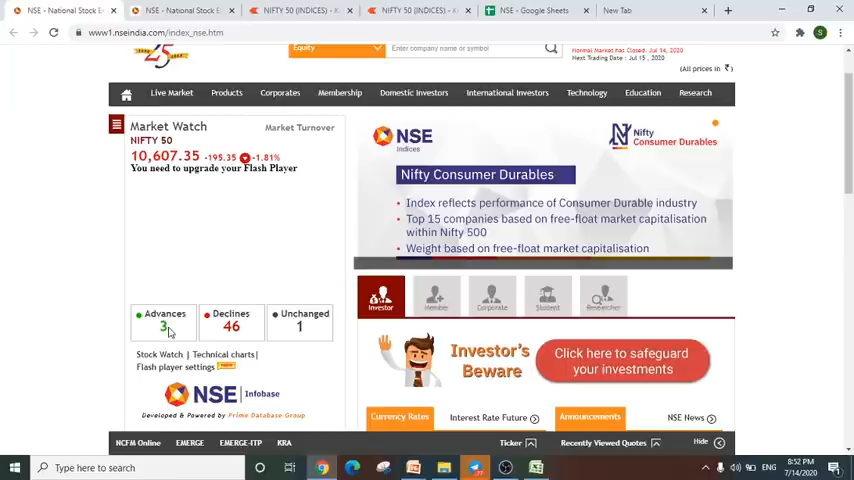 NSE - National Stock E
NSE - National Stock E
NIFTY 50 (INDICES) - K
NIFTY 50 (INDICES) -
NSE - Google Sheets
New Tab
www1.nseindia.com/index_nse.htm
Equity
Enter company name or symbol
Normal Market has Closed. Jul 14, 2020
Next Trading Date : Jul 15 , 2020
(All prices in ₹)
Live Market
Products
Corporates
Membership
Domestic Investors
International Investors
Technology
Education
Research
Market Watch
Market Turnover
NIFTY 50
10,607.35 -195.35 -1.81%
You need to upgrade your Flash Player
NSE
Indices
Nifty
Consumer Durables
Nifty Consumer Durables
• Index reflects performance of Consumer Durable industry
• Top 15 companies based on free-float market capitalisation
within Nifty 500
• Weight based on free-float market capitalisation
Advances
3
Declines
46
Unchanged
1
Investor
Member
Corporate
Student
Researcher
Stock Watch | Technical charts|
Flash player settings
NSE Infobase
Developed & Powered by Prime Database Group
Investor's
Beware
Click here to safeguard
your investments
Currency Rates
Interest Rate Future
Announcements
NSE News
NCFM Online
EMERGE
EMERGE-ITP
KRA
Ticker
Recently Viewed Quotes
Hide
Type here to search
ENG
8:52 PM
7/14/2020